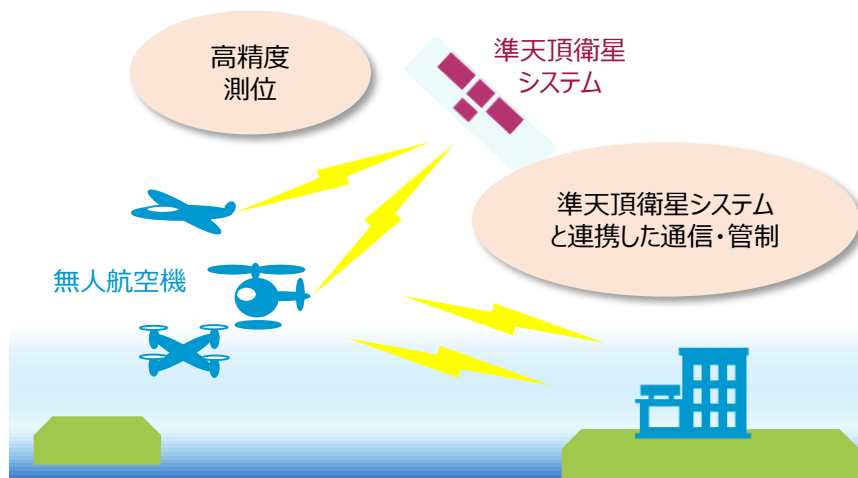 高精度
測位
準天頂衛星
システム
準天頂衛星システム
と連携した通信・管制
無人航空機